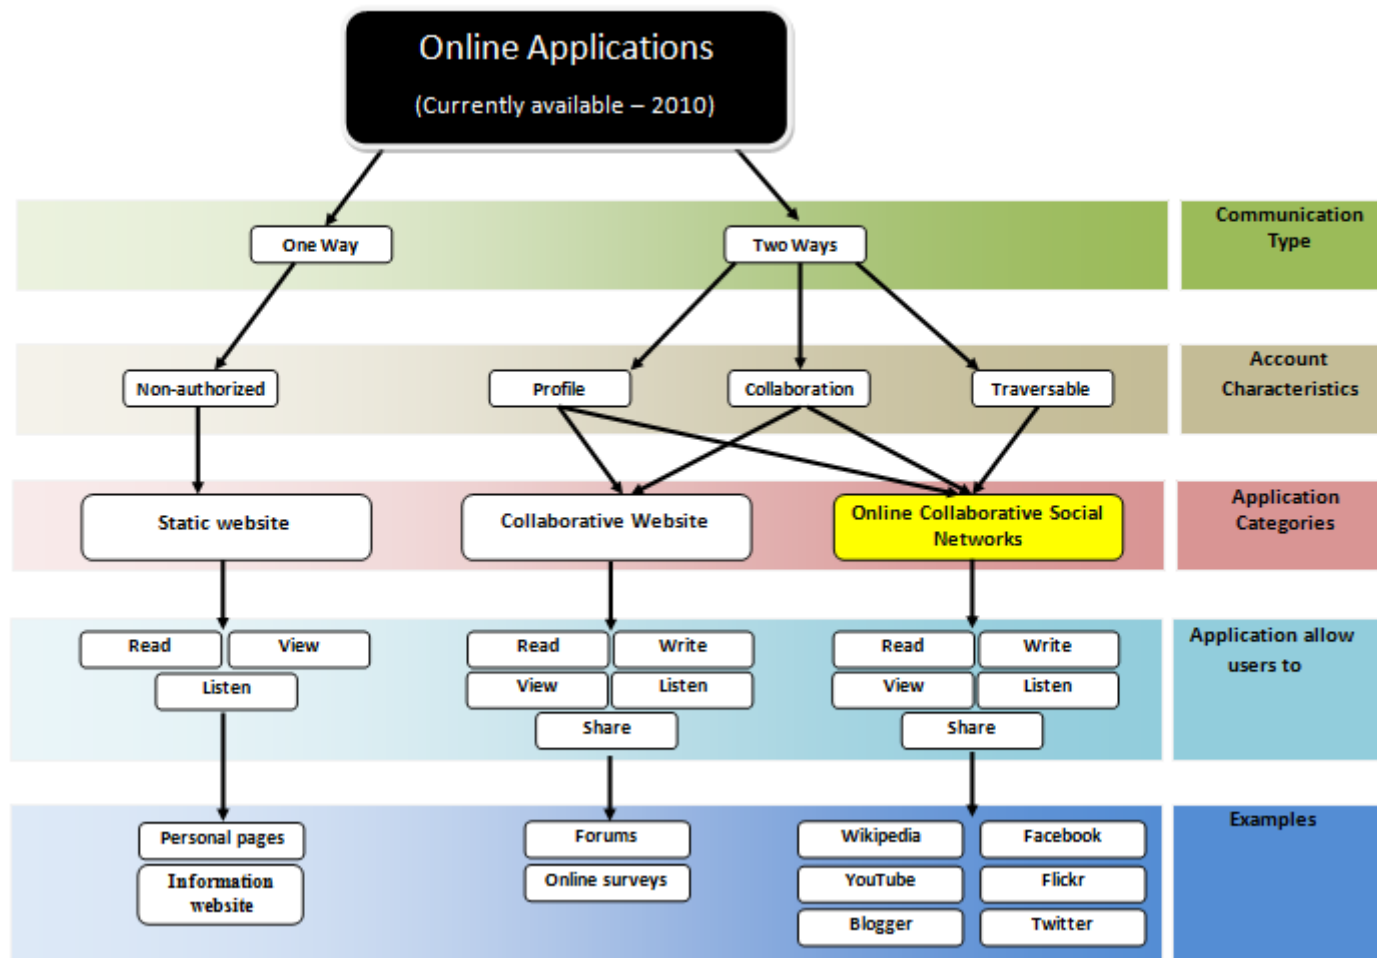 Online Applications
(Currently available – 2010)
Communication
Type
One Way
Two Ways
Account
Characteristics
Non-authorized
Profile
Collaboration
Traversable
Application
Categories
Static website
Collaborative Website
Online Collaborative Social
Networks
Application allow
users to
Read
View
Listen
Read
Write
View
Listen
Share
Read
Write
View
Listen
Share
Examples
Personal pages
Information
website
Forums
Online surveys
Wikipedia
Facebook
YouTube
Flickr
Blogger
Twitter